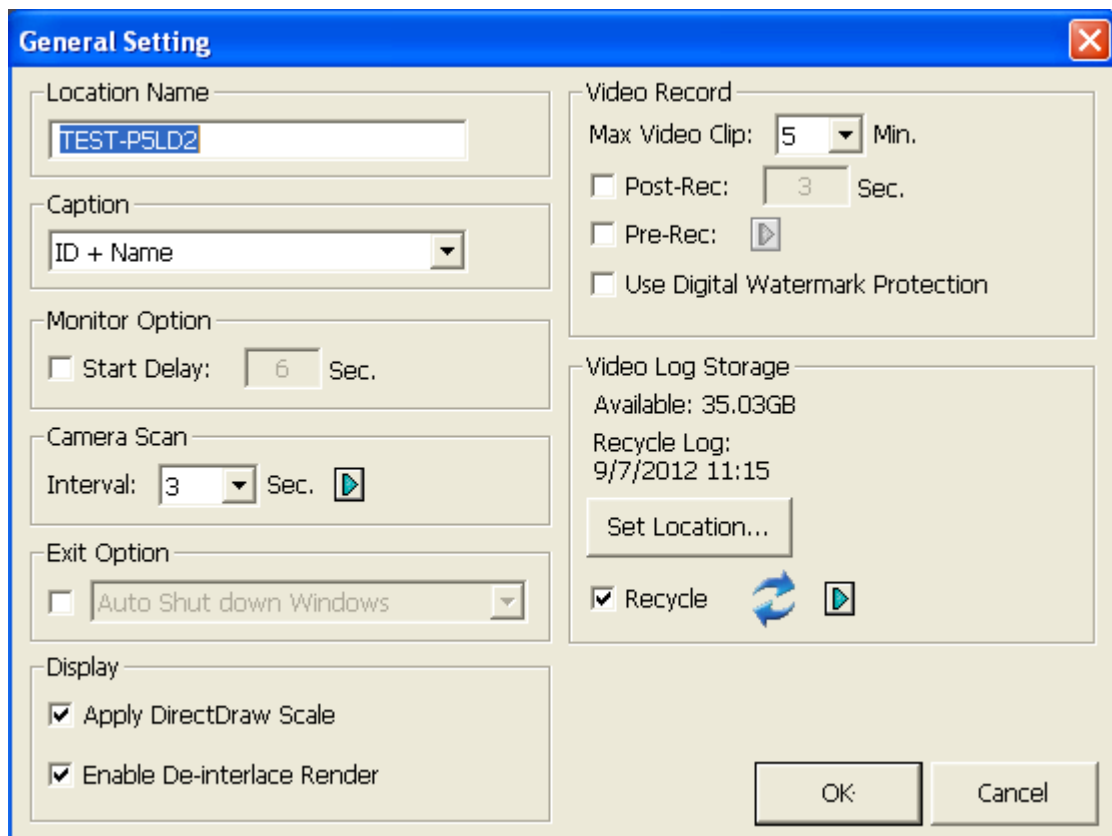 General Setting
Location Name
TEST-P5LD2
Caption
ID + Name
Monitor Option
Start Delay: 6 Sec.
Camera Scan
Interval: 3 Sec.
Exit Option
Auto Shut down Windows
Display
Apply DirectDraw Scale
Enable De-interlace Render
Video Record
Max Video Clip: 5 Min.
Post-Rec: 3 Sec.
Pre-Rec:
Use Digital Watermark Protection
Video Log Storage
Available: 35.03GB
Recycle Log:
9/7/2012 11:15
Set Location...
Recycle
OK
Cancel